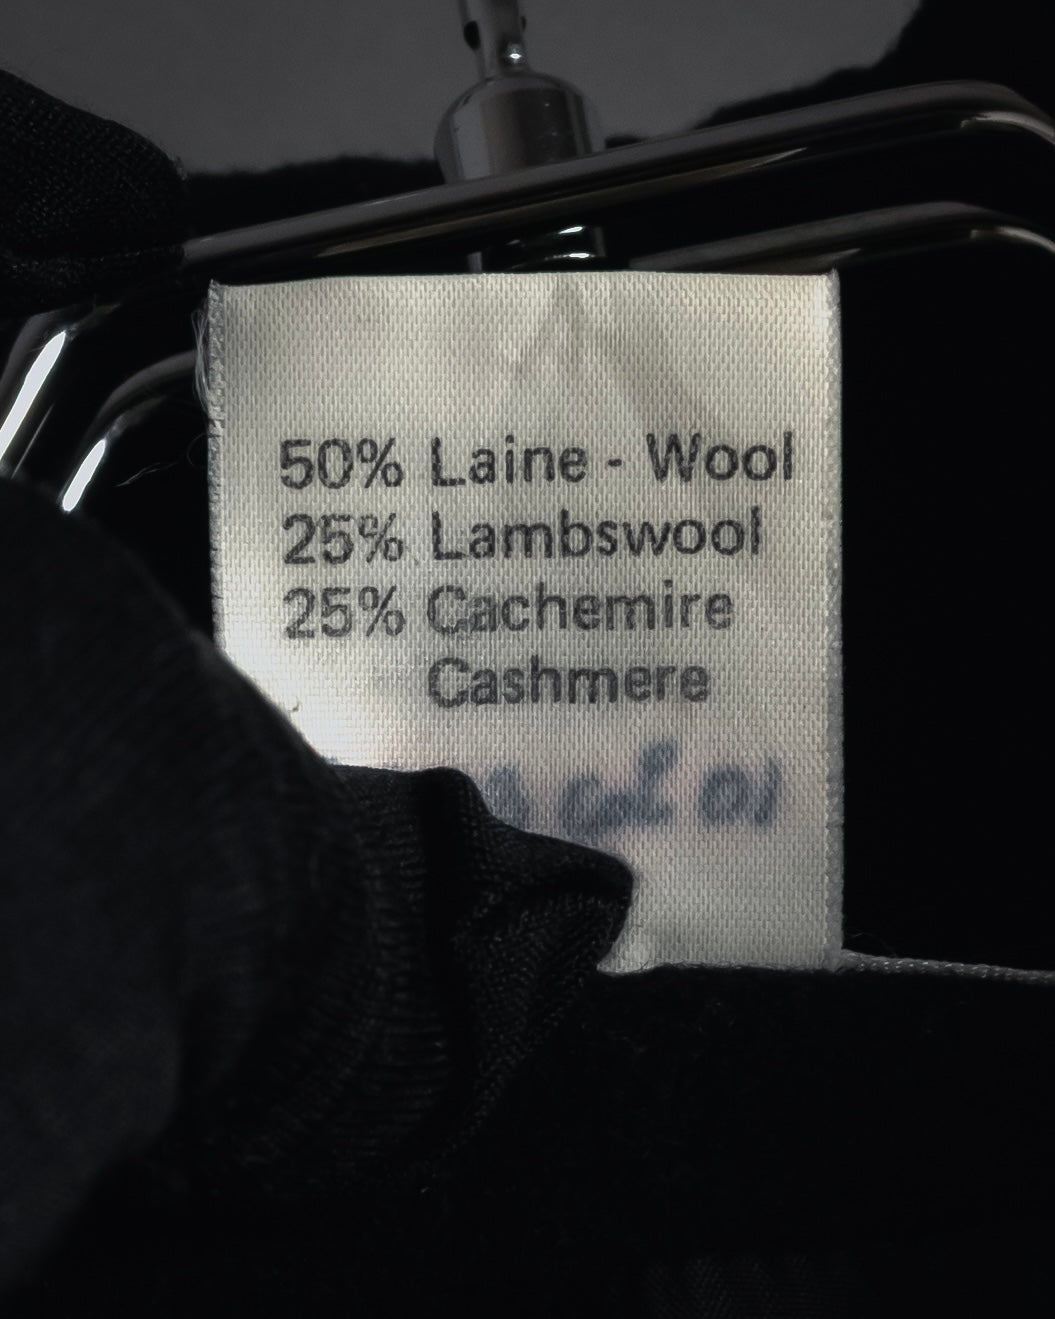 50% Laine - Wool
25% Lambswool
25% Cachemire
Cashmere